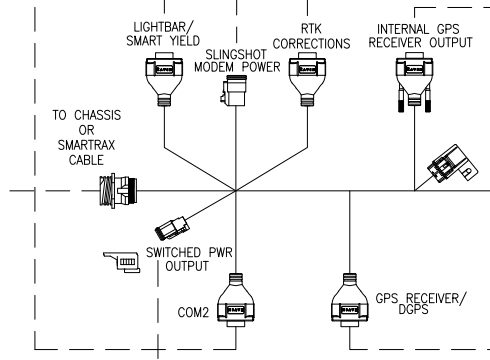 LIGHTBAR/
SMART YIELD
SLINGSHOT
MODEM POWER
RTK
CORRECTIONS
INTERNAL GPS
RECEIVER OUTPUT
TO CHASSIS
OR
SMARTRAX
CABLE
SWITCHED PWR
OUTPUT
COM2
GPS RECEIVER/
DGPS